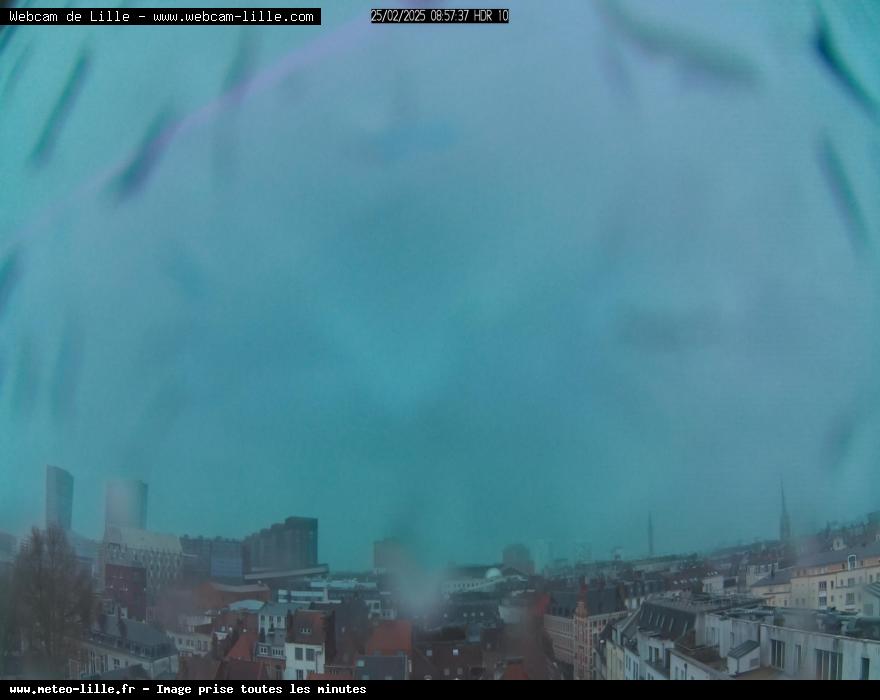 Webcam de Lille - www.webcam-lille.com
25/02/2025 08:57:37 HDR 10
www.meteo-lille.fr - Image prise toutes les minutes